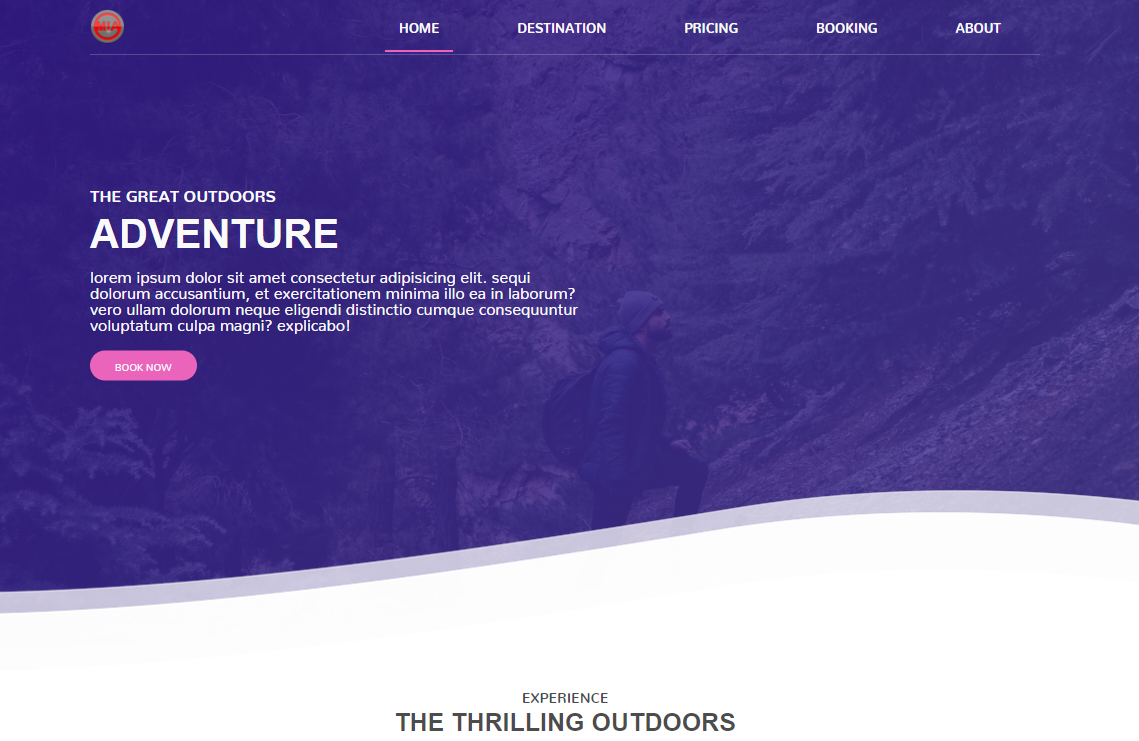 MIA
HOME
DESTINATION
PRICING
BOOKING
ABOUT
THE GREAT OUTDOORS
ADVENTURE
lorem ipsum dolor sit amet consectetur adipisicing elit. sequi
dolorum accusantium, et exercitationem minima illo ea in laborum?
vero ullam dolorum neque eligendi distinctio cumque consequuntur
voluptatum culpa magni? explicabo!
BOOK NOW
EXPERIENCE
THE THRILLING OUTDOORS